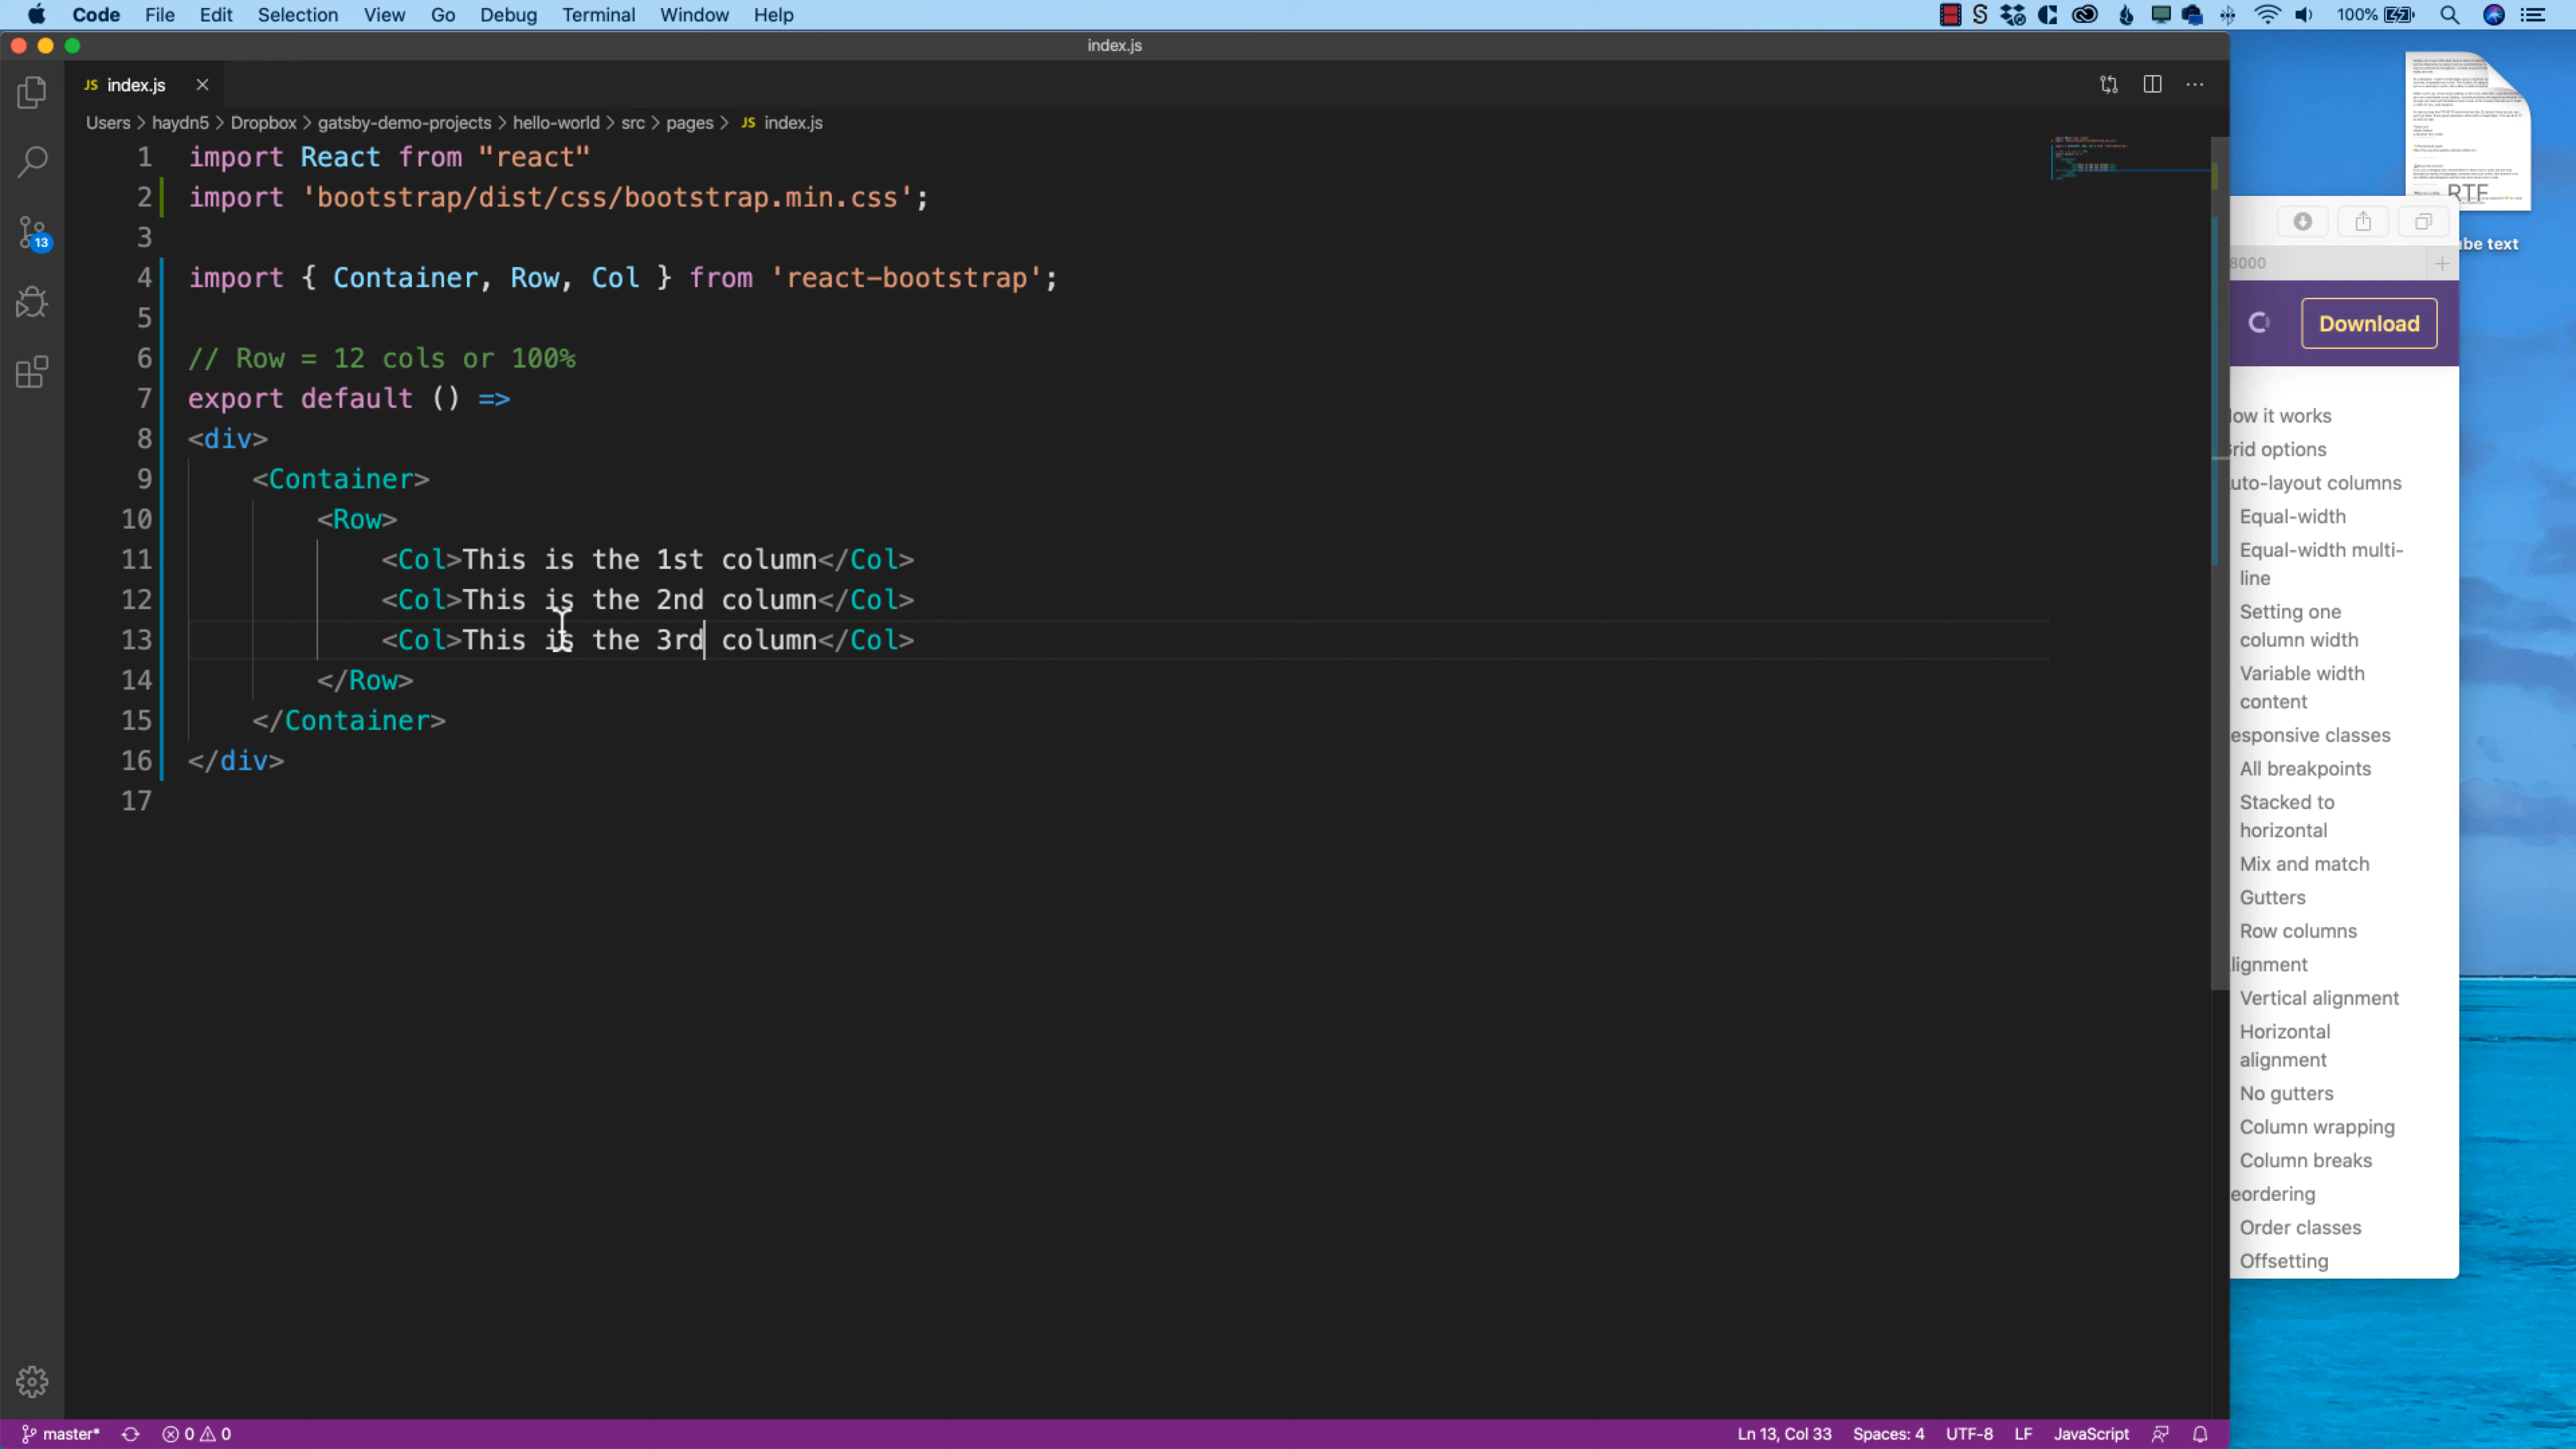 Code File Edit Selection View Go Debug Terminal Window Help 100%
index.js
JS index.js
Users > haydn5 > Dropbox > gatsby-demo-projects > hello-world > src > pages > JS index.js
1 import React from "react"
2 import 'bootstrap/dist/css/bootstrap.min.css';
3
4 import { Container, Row, Col } from 'react-bootstrap';
5
6 // Row = 12 cols or 100%
7 export default () =>
8 <div>
9 <Container>
10 <Row>
11 <Col>This is the 1st column</Col>
12 <Col>This is the 2nd column</Col>
13 <Col>This is the 3rd column</Col>
14 </Row>
15 </Container>
16 </div>
17
13
RTF
be text
8000
Download
ow it works
rid options
uto-layout columns
Equal-width
Equal-width multi-
line
Setting one
column width
Variable width
content
esponsive classes
All breakpoints
Stacked to
horizontal
Mix and match
Gutters
Row columns
lignment
Vertical alignment
Horizontal
alignment
No gutters
Column wrapping
Column breaks
eordering
Order classes
Offsetting
master* 0 0 Ln 13, Col 33 Spaces: 4 UTF-8 LF JavaScript